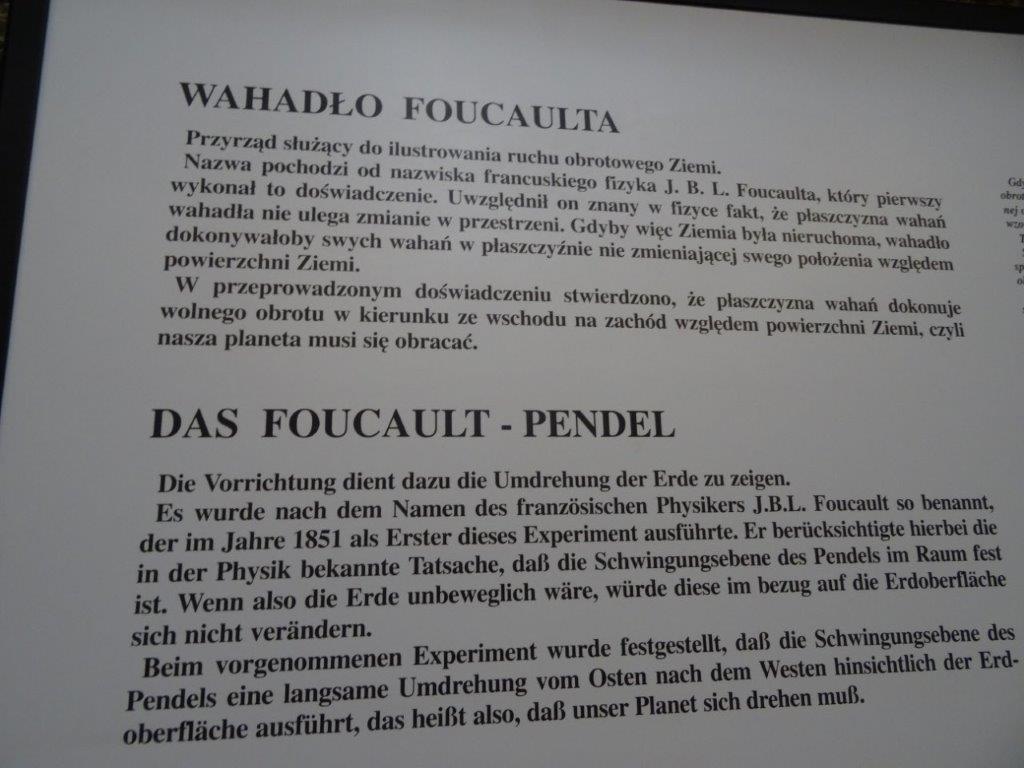 WAHADŁO FOUCAULTA
Przyrząd służący do ilustrowania ruchu obrotowego Ziemi.
Nazwa pochodzi od nazwiska francuskiego fizyka J. B. L. Foucaulta, który pierwszy
wykonał to doświadczenie. Uwzględnił on znany w fizyce fakt, że płaszczyzna wahań
wahadła nie ulega zmianie w przestrzeni. Gdyby więc Ziemia była nieruchoma, wahadło
dokonywałoby swych wahań w płaszczyźnie nie zmieniającej swego położenia względem
powierzchni Ziemi.
W przeprowadzonym doświadczeniu stwierdzono, że płaszczyzna wahań dokonuje
wolnego obrotu w kierunku ze wschodu na zachód względem powierzchni Ziemi, czyli
nasza planeta musi się obracać.
DAS FOUCAULT - PENDEL
Die Vorrichtung dient dazu die Umdrehung der Erde zu zeigen.
Es wurde nach dem Namen des französischen Physikers J.B.L. Foucault so benannt,
der im Jahre 1851 als Erster dieses Experiment ausführte. Er berücksichtigte hierbei die
in der Physik bekannte Tatsache, daß die Schwingungsebene des Pendels im Raum fest
ist. Wenn also die Erde unbeweglich wäre, würde diese im bezug auf die Erdoberfläche
sich nicht verändern.
Beim vorgenommenen Experiment wurde festgestellt, daß die Schwingungsebene des
Pendels eine langsame Umdrehung vom Osten nach dem Westen hinsichtlich der Erd-
oberfläche ausführt, das heißt also, daß unser Planet sich drehen muß.